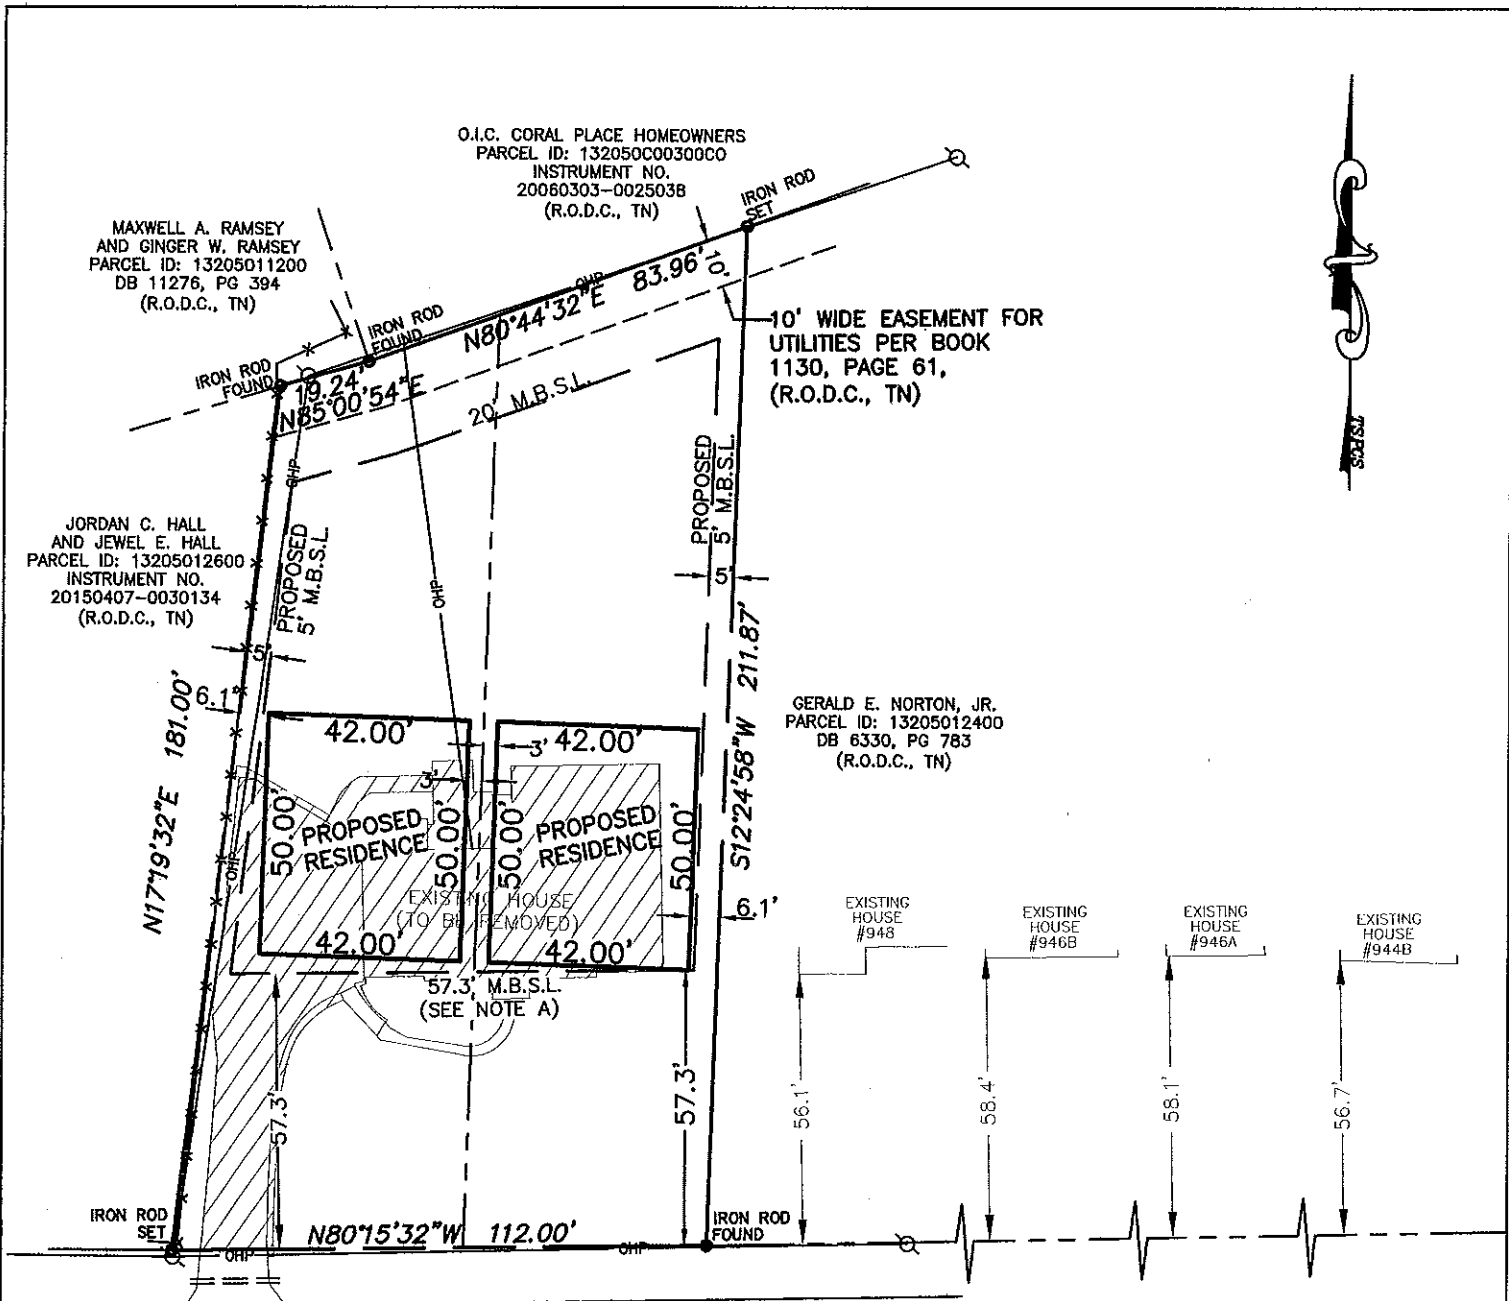 O.I.C. CORAL PLACE HOMEOWNERS
PARCEL ID: 132050C00300CO
INSTRUMENT NO.
20060303-0025038
(R.O.D.C., TN)
MAXWELL A. RAMSEY
AND GINGER W. RAMSEY
PARCEL ID: 13205011200
DB 11276, PG 394
(R.O.D.C., TN)
IRON ROD
SET
IRON ROD
FOUND
IRON ROD
FOUND
OHP
N80°44'32"E 83.96'
10'
19.24'
N85°00'54"E
20' M.B.S.L.
10' WIDE EASEMENT FOR
UTILITIES PER BOOK
1130, PAGE 61,
(R.O.D.C., TN)
TSPCS
OHP
PROPOSED
5' M.B.S.L.
PROPOSED
5' M.B.S.L.
JORDAN C. HALL
AND JEWEL E. HALL
PARCEL ID: 13205012600
INSTRUMENT NO.
20150407-0030134
(R.O.D.C., TN)
OHP
5'
5'
6.1'
N17°19'32"E 181.00'
S12°24'58"W 211.87'
GERALD E. NORTON, JR.
PARCEL ID: 13205012400
DB 6330, PG 783
(R.O.D.C., TN)
42.00'
3'
42.00'
3'
50.00'
PROPOSED
RESIDENCE
50.00'
50.00'
PROPOSED
RESIDENCE
50.00'
OHP
EXISTING HOUSE
(TO BE REMOVED)
42.00'
42.00'
6.1'
57.3' M.B.S.L.
(SEE NOTE A)
EXISTING
HOUSE
#948
EXISTING
HOUSE
#946B
EXISTING
HOUSE
#946A
EXISTING
HOUSE
#944B
57.3'
57.3'
56.1'
58.4'
58.1'
56.7'
IRON ROD
SET
N80°15'32"W 112.00'
IRON ROD
FOUND
OHP
OHP